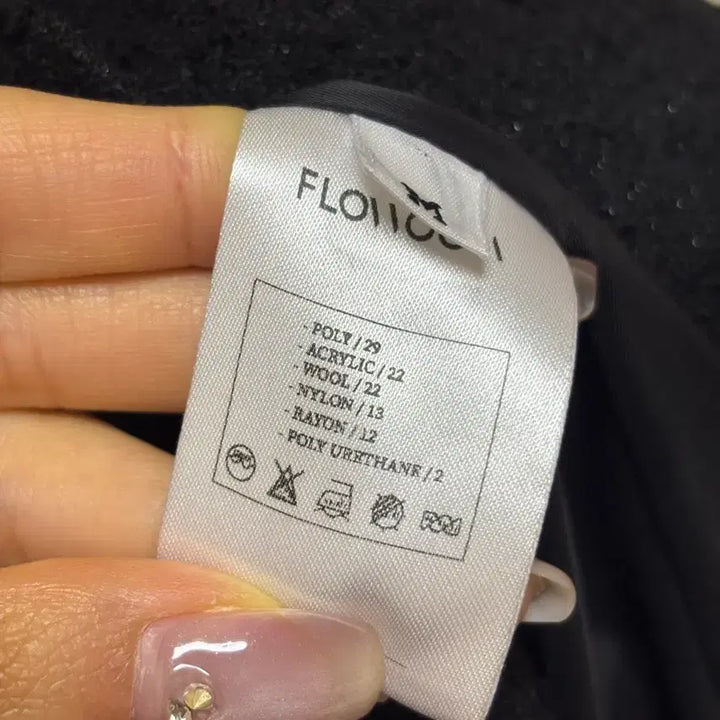 M
- POLY / 29
- ACRYLIC / 22
- WOOL / 22
- NYLON / 13
- RAYON / 12
- POLY URETHANE / 2